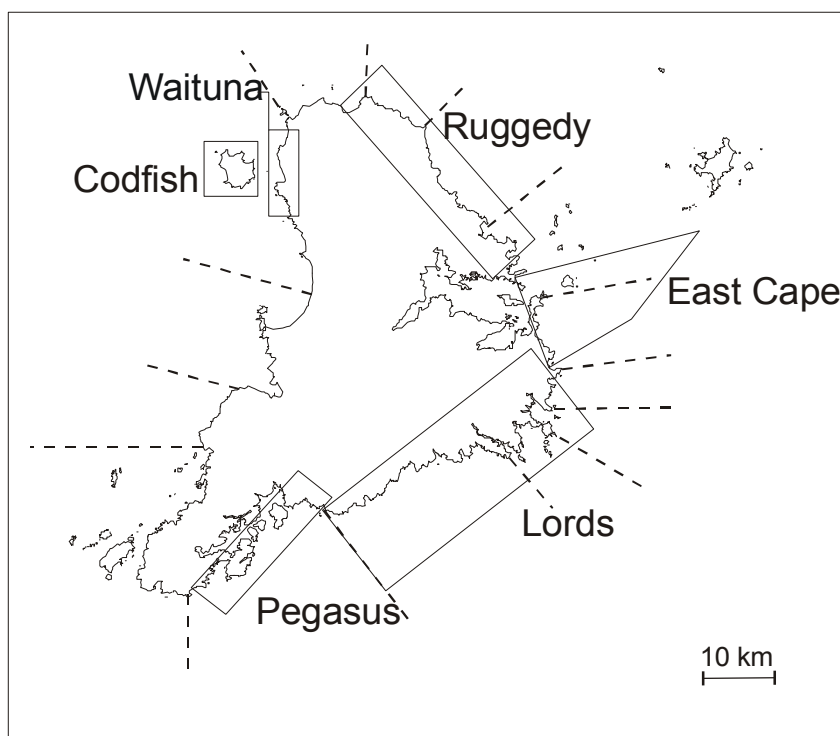 Waituna
Ruggedy
Codfish
East Cape
Lords
Pegasus
10 km